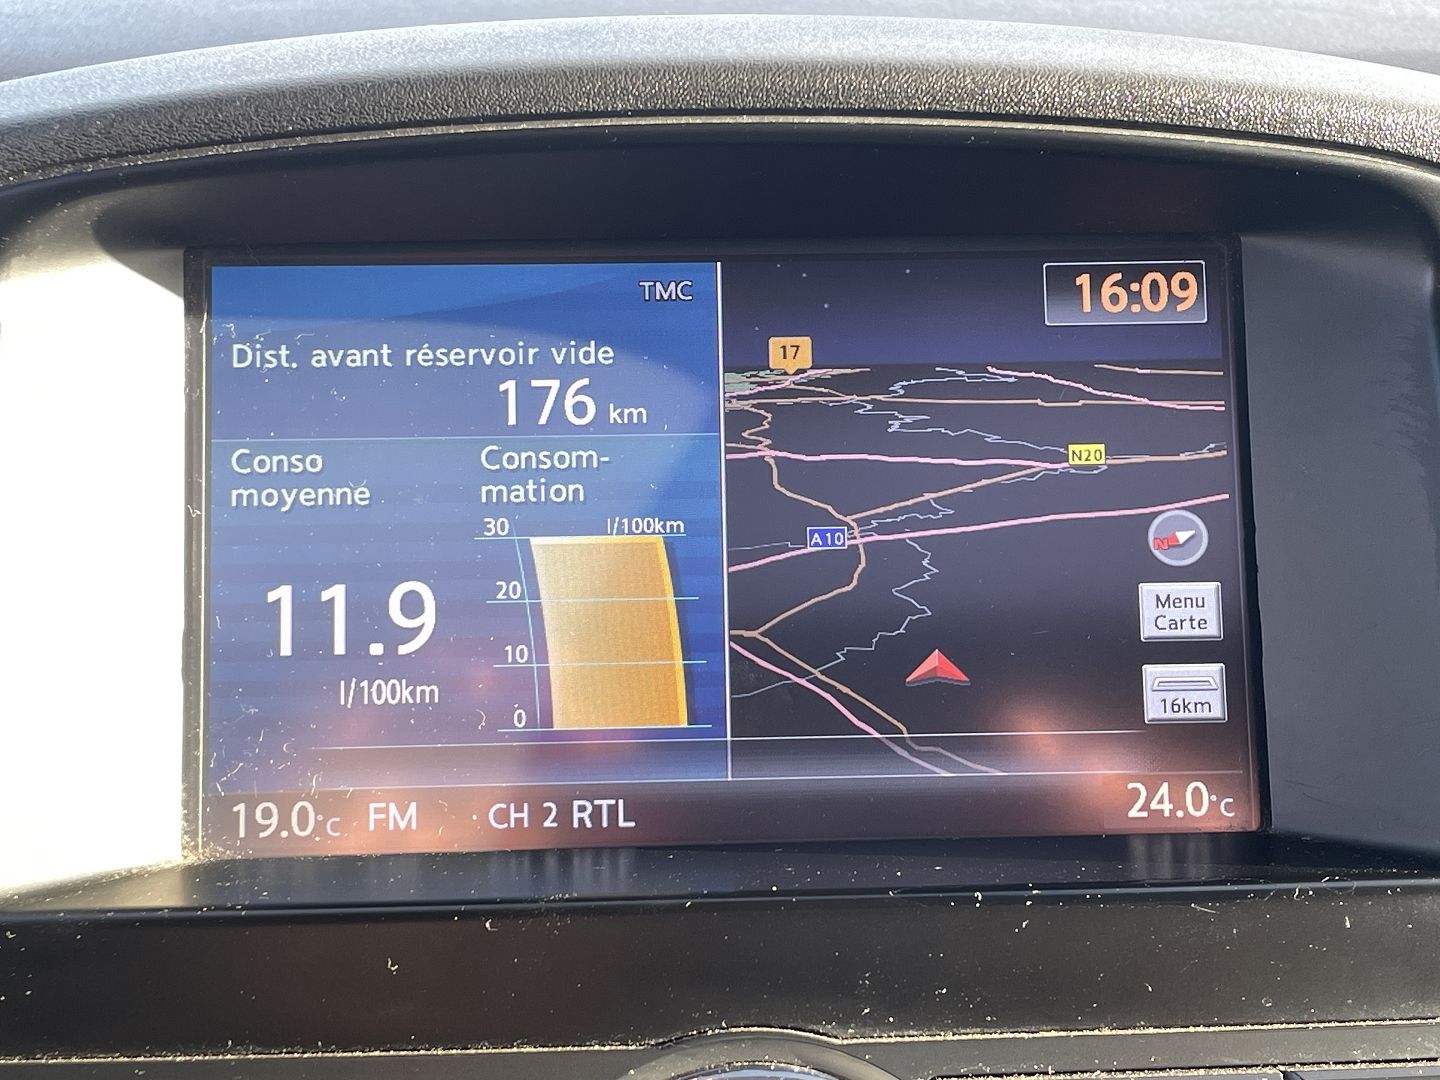 TMC
Dist. avant réservoir vide
176 km
Conso
moyenne
11.9
l/100km
Consom-
mation
30
l/100km
20
10
0
16:09
17
N20
A10
N
Menu
Carte
16km
19.0°C FM CH 2 RTL
24.0°C